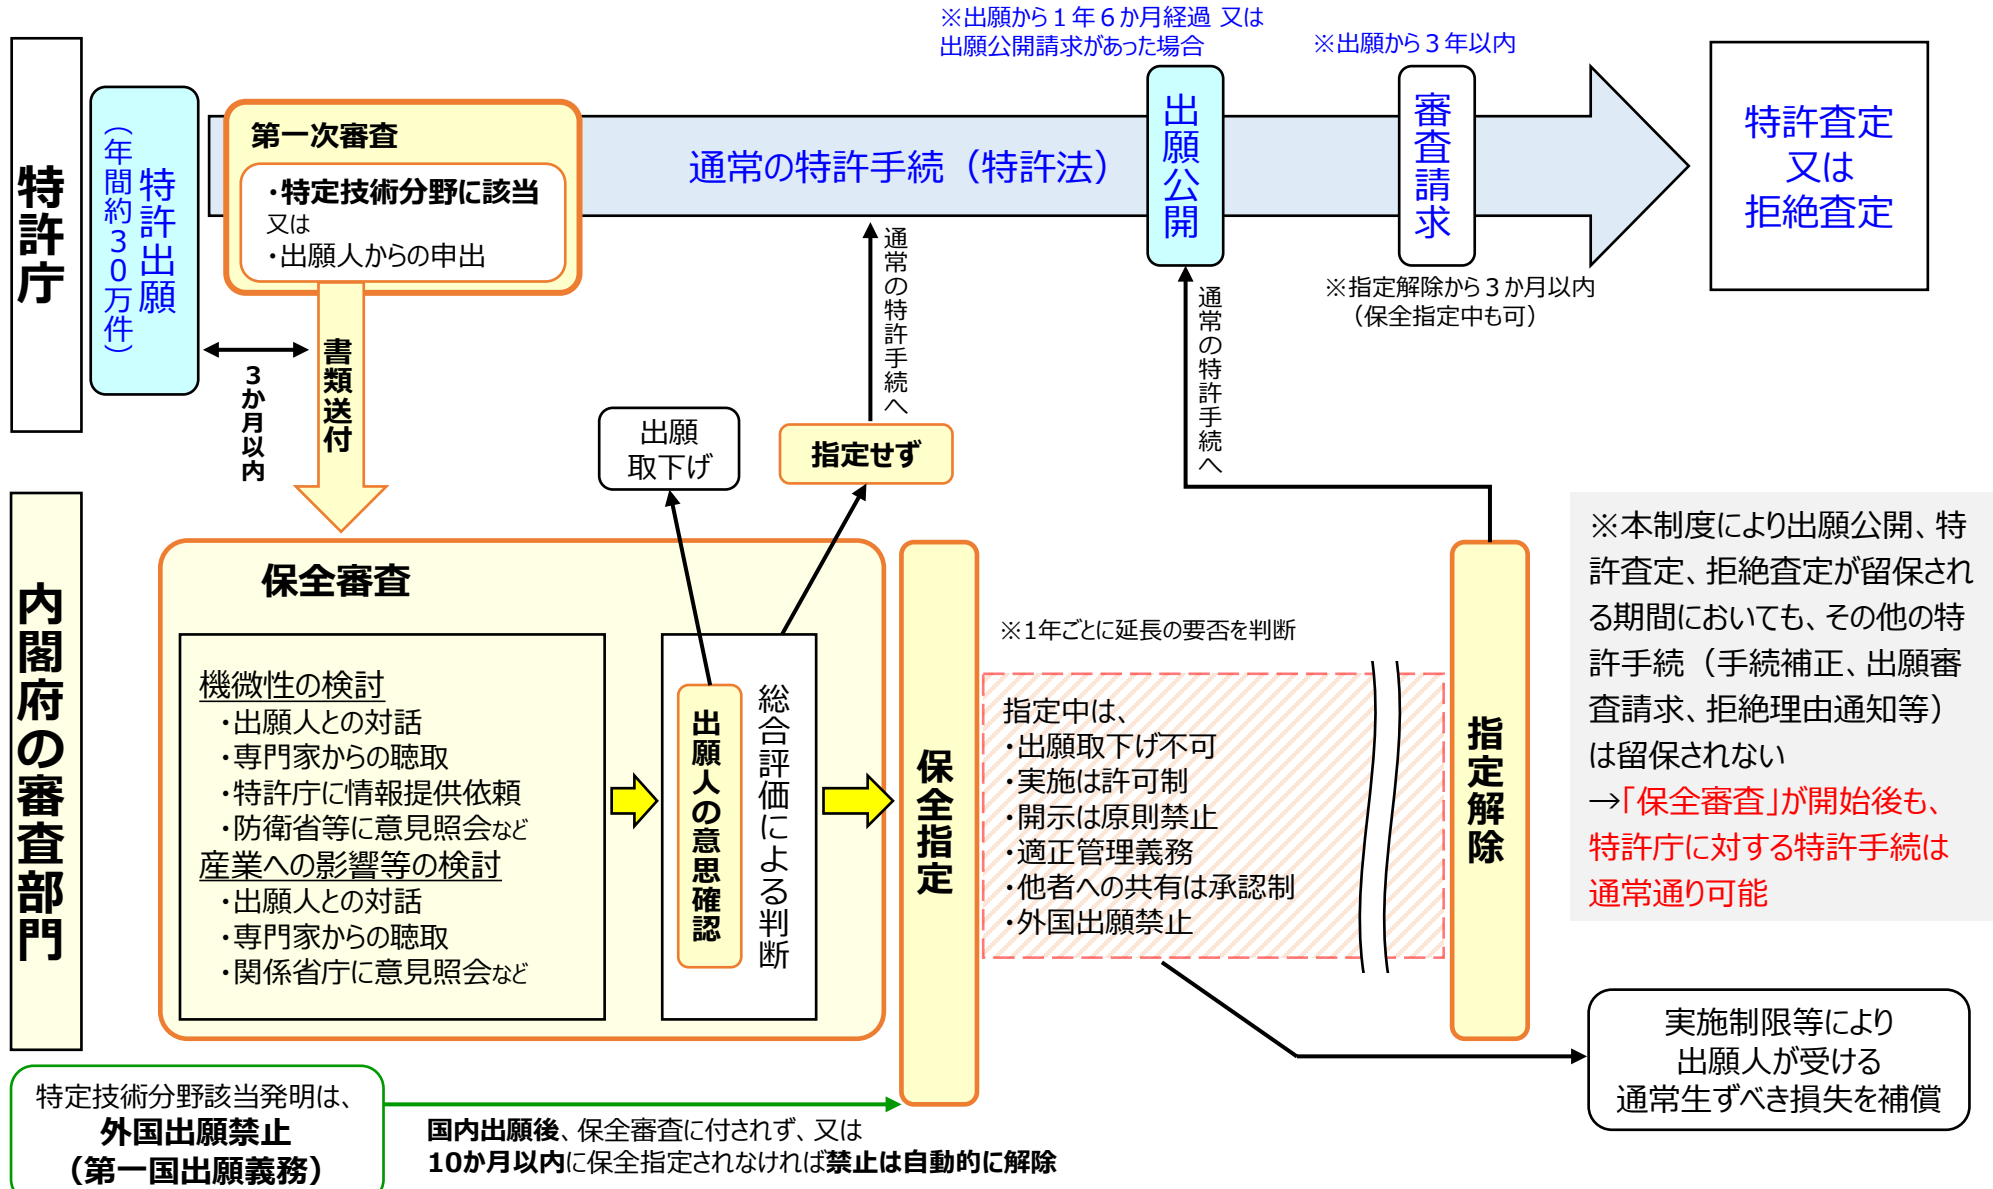 ※出願から１年６か月経過 又は
出願公開請求があった場合
※出願から３年以内
特許庁
特許出願
（年間約30万件）
第一次審査
・特定技術分野に該当
又は
・出願人からの申出
通常の特許手続（特許法）
出願公開
審査請求
特許査定
又は
拒絶査定
※指定解除から３か月以内
（保全指定中も可）
３か月以内
書類送付
通常の特許手続へ
通常の特許手続へ
出願
取下げ
指定せず
内閣府の審査部門
保全審査
機微性の検討
・出願人との対話
・専門家からの聴取
・特許庁に情報提供依頼
・防衛省等に意見照会など
産業への影響等の検討
・出願人との対話
・専門家からの聴取
・関係省庁に意見照会など
出願人の意思確認
総合評価による判断
保全指定
※1年ごとに延長の要否を判断
指定中は、
・出願取下げ不可
・実施は許可制
・開示は原則禁止
・適正管理義務
・他者への共有は承認制
・外国出願禁止
指定解除
※本制度により出願公開、特
許査定、拒絶査定が留保され
る期間においても、その他の特
許手続（手続補正、出願審
査請求、拒絶理由通知等）
は留保されない
→「保全審査」が開始後も、
特許庁に対する特許手続は
通常通り可能
実施制限等により
出願人が受ける
通常生ずべき損失を補償
特定技術分野該当発明は、
外国出願禁止
（第一国出願義務）
国内出願後、保全審査に付されず、又は
10か月以内に保全指定されなければ禁止は自動的に解除